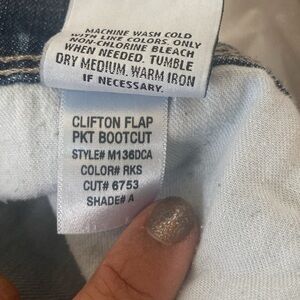 MACHINE WASH COLD
WITH LIKE COLORS. ONLY
NON-CHLORINE BLEACH
WHEN NEEDED. TUMBLE
DRY MEDIUM. WARM IRON
IF NECESSARY.
CLIFTON FLAP
PKT BOOTCUT
STYLE# M136DCA
COLOR# RKS
CUT# 6753
SHADE# A